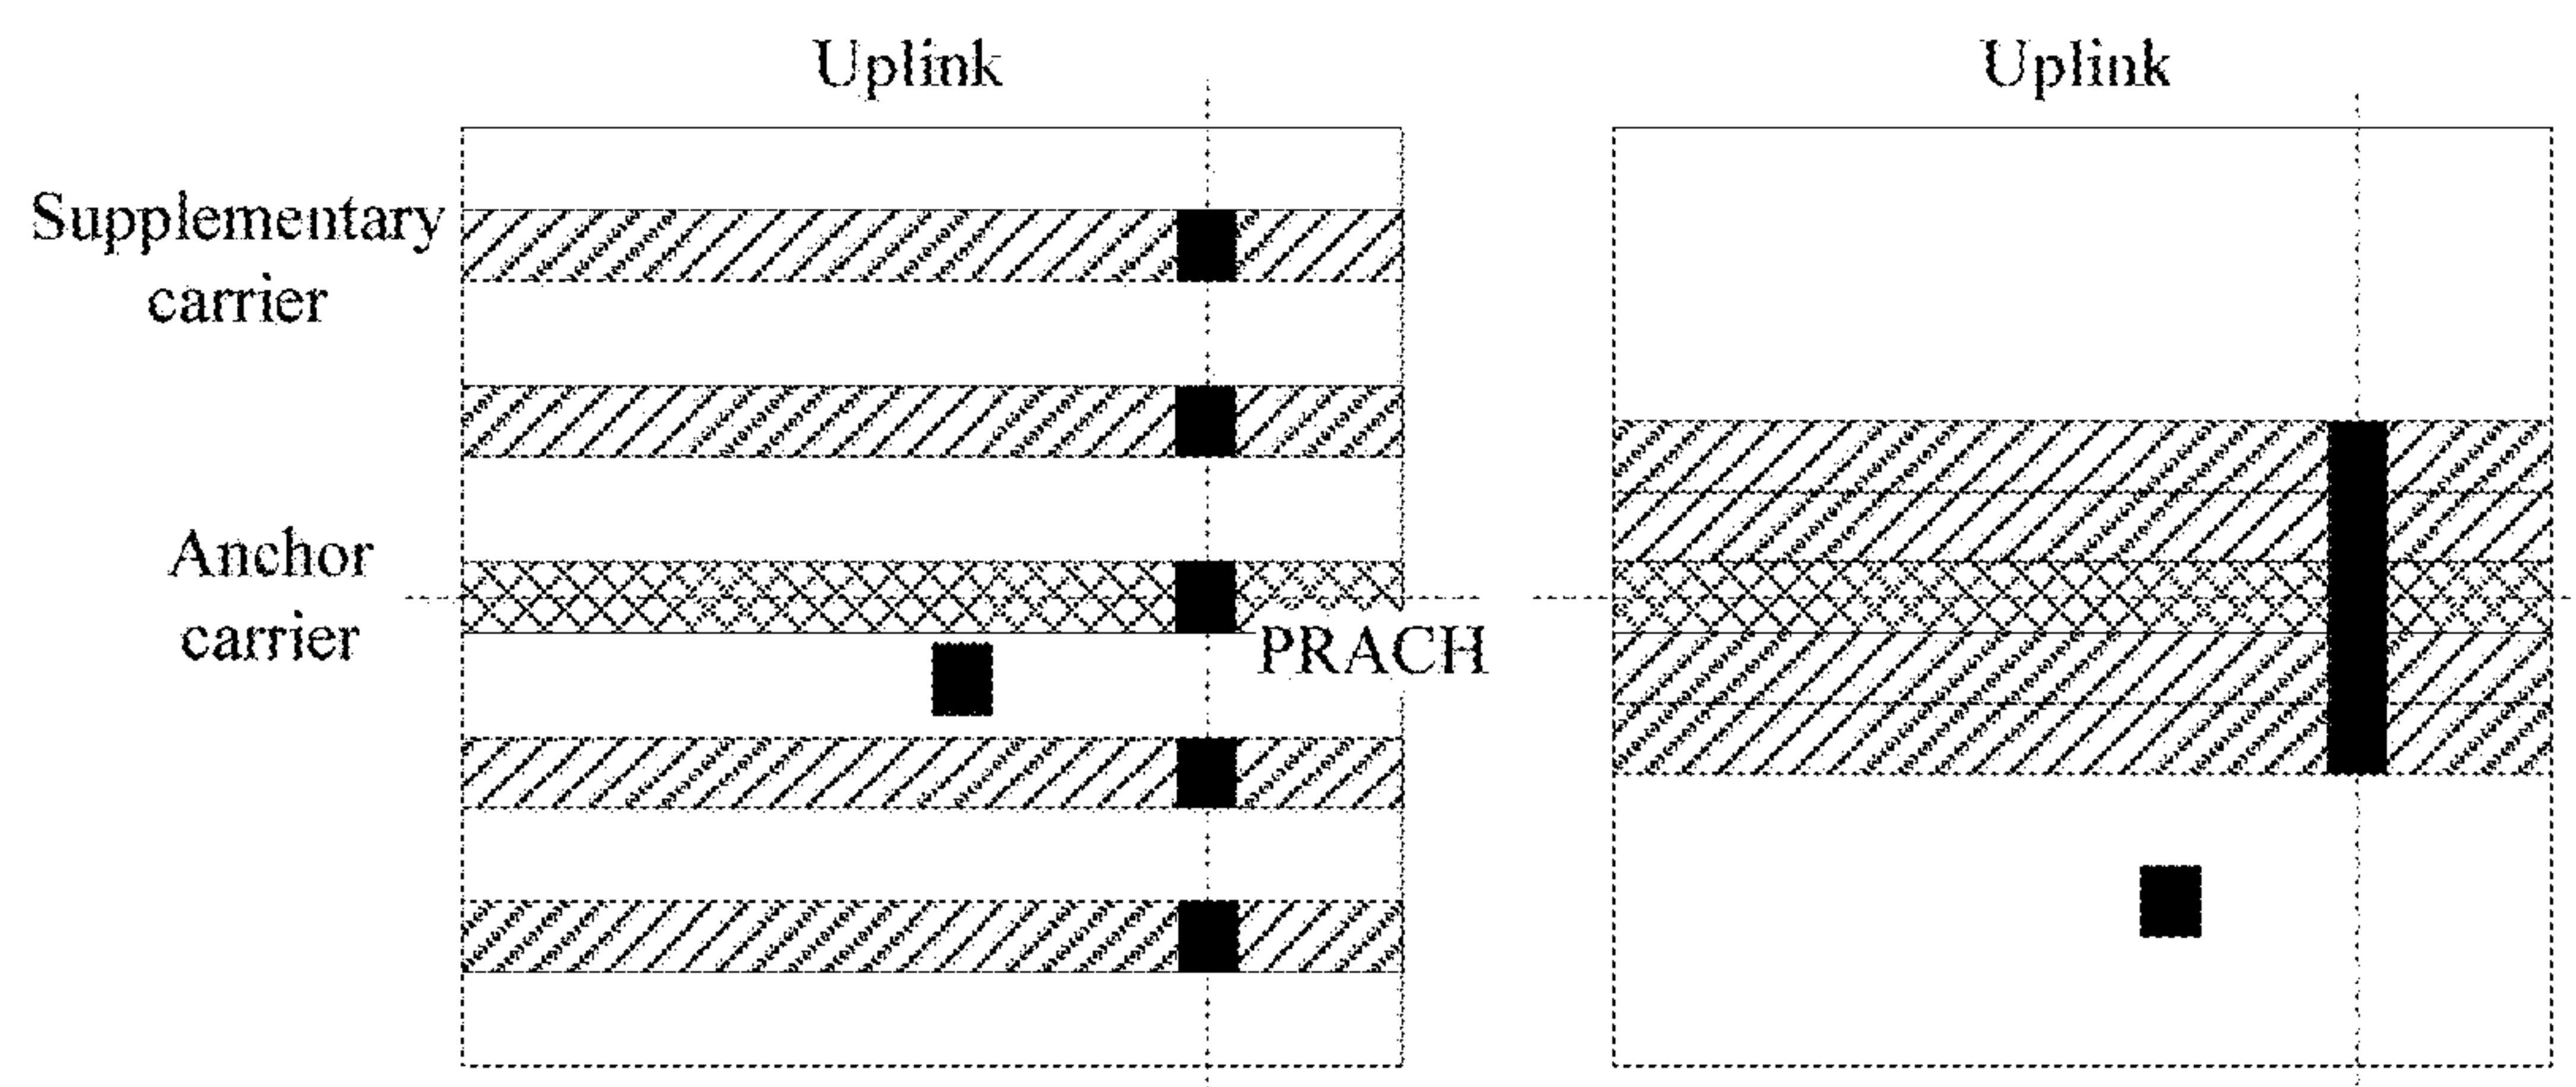 Uplink
Uplink
Supplementary
carrier
Anchor
carrier
PRACH